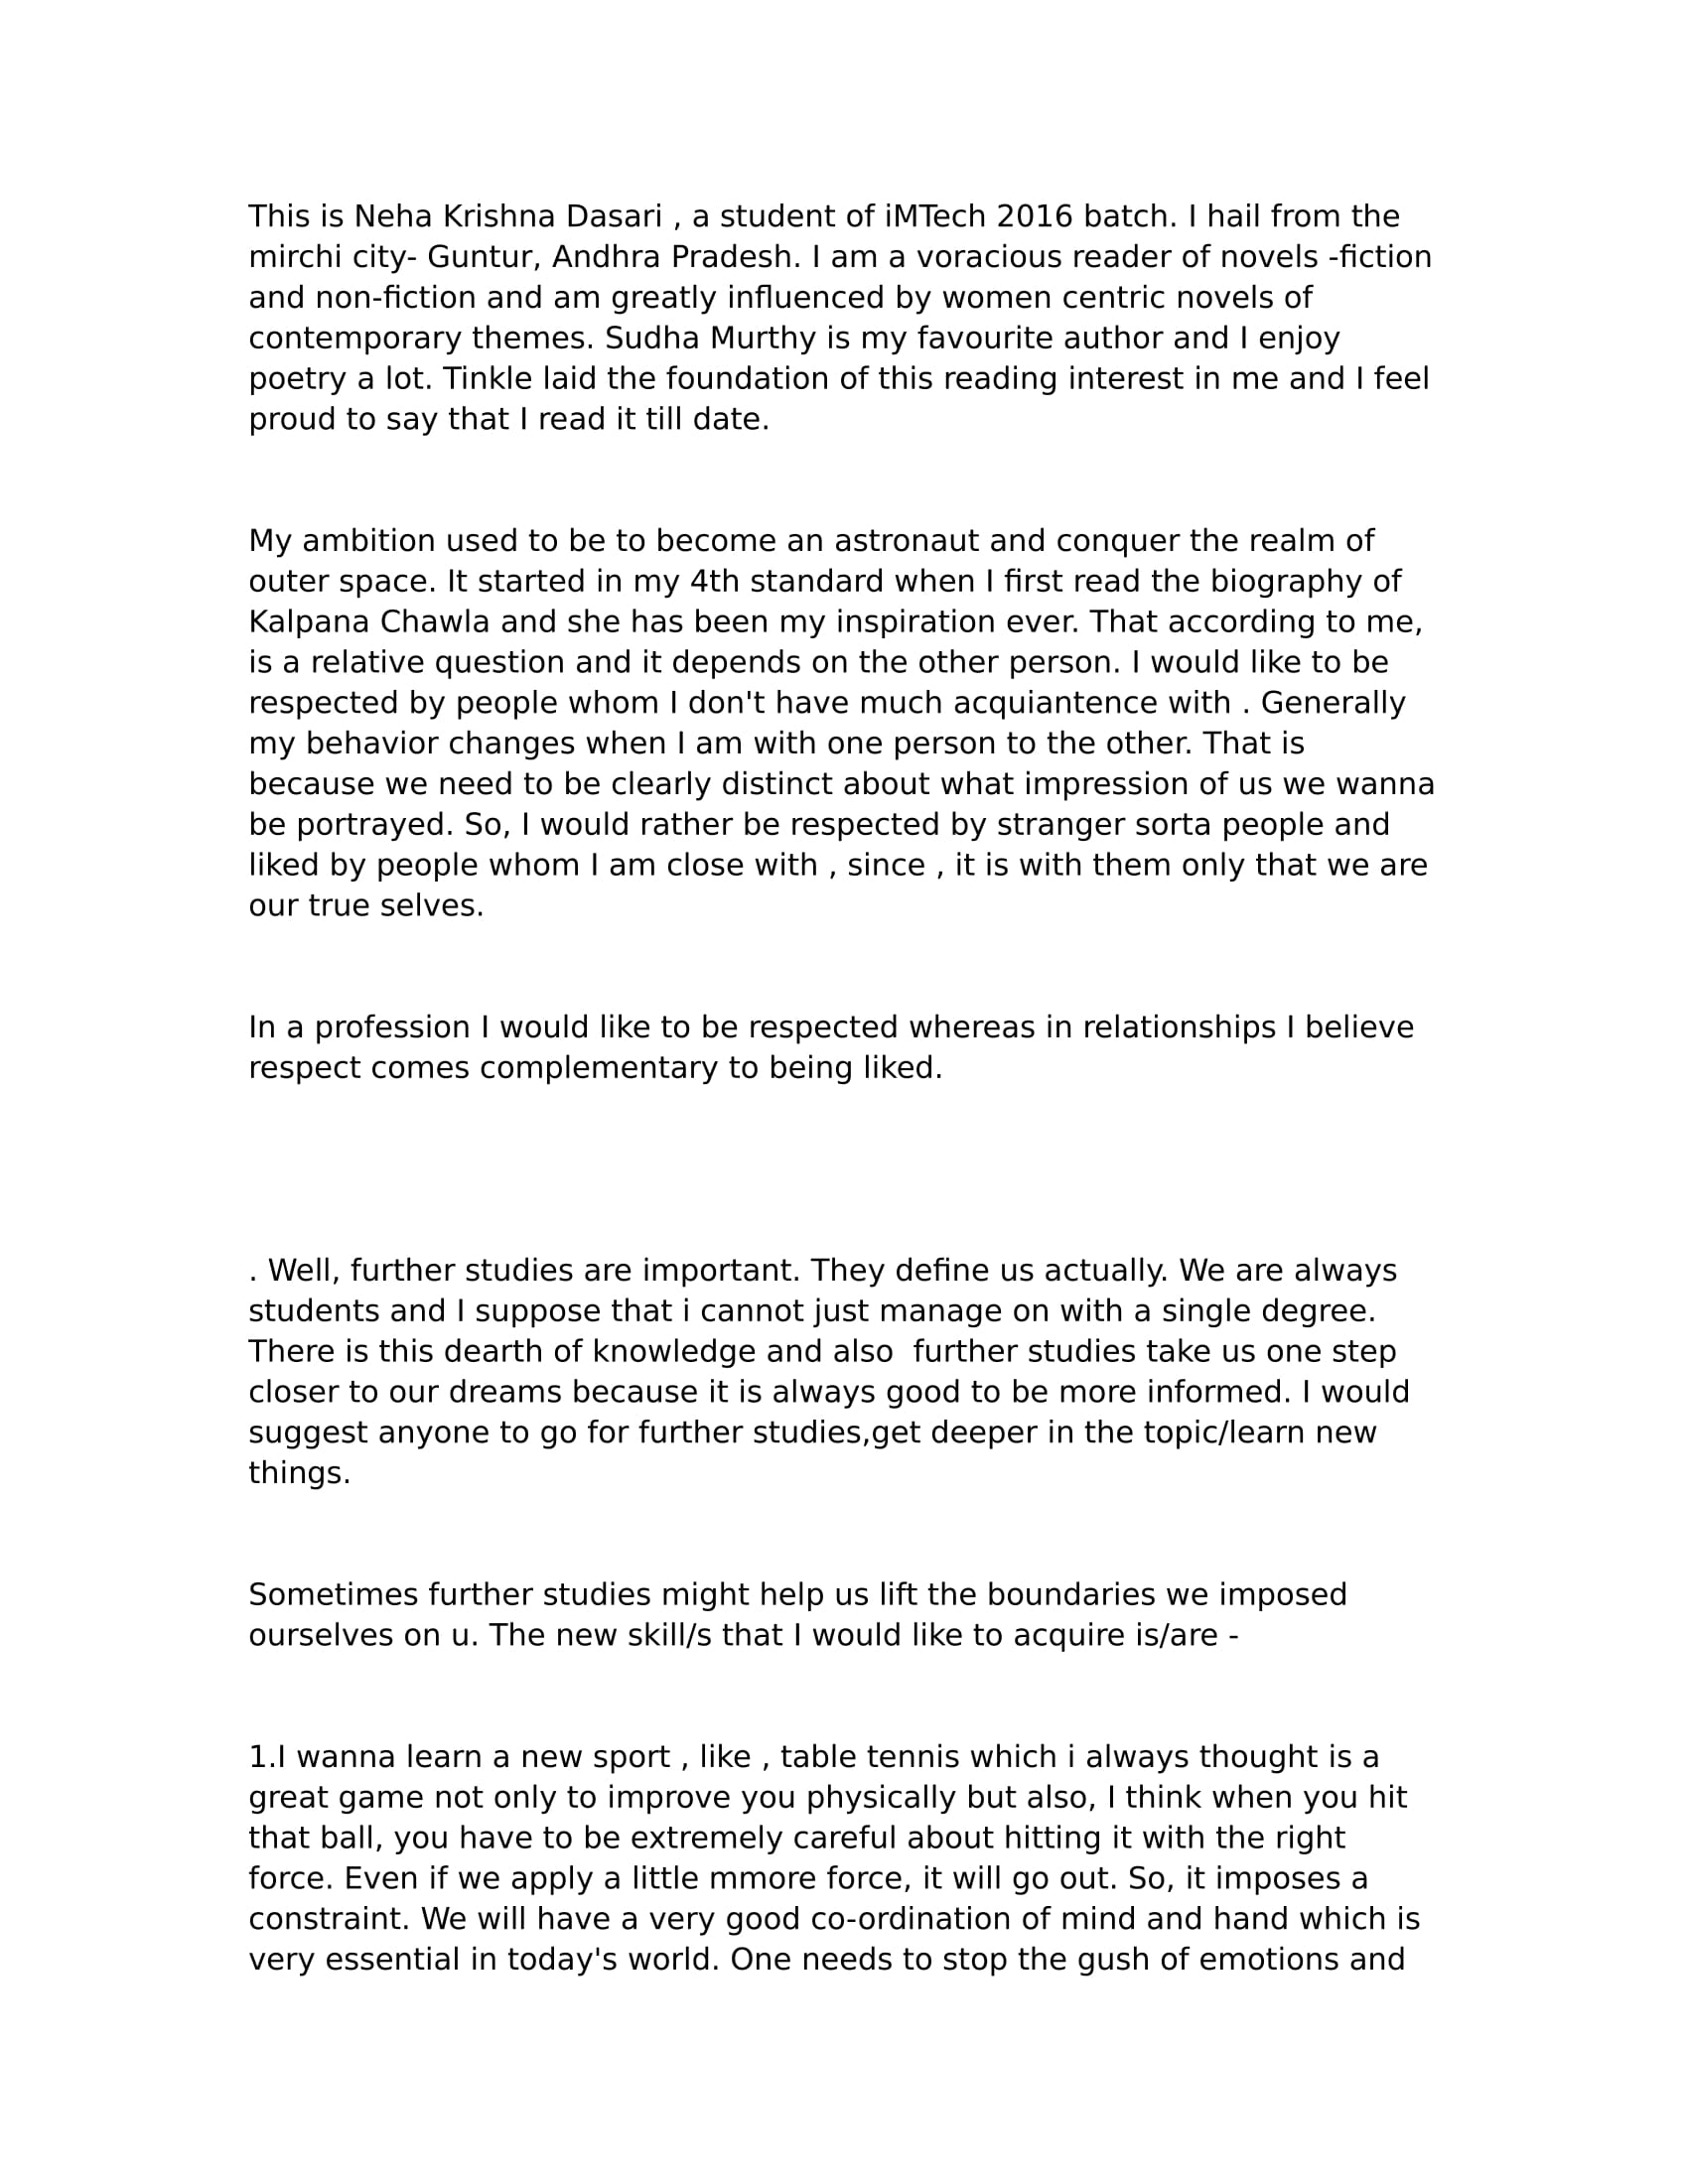 This is Neha Krishna Dasari , a student of iMTech 2016 batch. I hail from the
mirchi city- Guntur, Andhra Pradesh. I am a voracious reader of novels -fiction
and non-fiction and am greatly influenced by women centric novels of
contemporary themes. Sudha Murthy is my favourite author and I enjoy
poetry a lot. Tinkle laid the foundation of this reading interest in me and I feel
proud to say that I read it till date.
My ambition used to be to become an astronaut and conquer the realm of
outer space. It started in my 4th standard when I first read the biography of
Kalpana Chawla and she has been my inspiration ever. That according to me,
is a relative question and it depends on the other person. I would like to be
respected by people whom I don't have much acquiantence with . Generally
my behavior changes when I am with one person to the other. That is
because we need to be clearly distinct about what impression of us we wanna
be portrayed. So, I would rather be respected by stranger sorta people and
liked by people whom I am close with , since , it is with them only that we are
our true selves.
In a profession I would like to be respected whereas in relationships I believe
respect comes complementary to being liked.
. Well, further studies are important. They define us actually. We are always
students and I suppose that i cannot just manage on with a single degree.
There is this dearth of knowledge and also  further studies take us one step
closer to our dreams because it is always good to be more informed. I would
suggest anyone to go for further studies,get deeper in the topic/learn new
things.
Sometimes further studies might help us lift the boundaries we imposed
ourselves on u. The new skill/s that I would like to acquire is/are -
1.I wanna learn a new sport , like , table tennis which i always thought is a
great game not only to improve you physically but also, I think when you hit
that ball, you have to be extremely careful about hitting it with the right
force. Even if we apply a little mmore force, it will go out. So, it imposes a
constraint. We will have a very good co-ordination of mind and hand which is
very essential in today's world. One needs to stop the gush of emotions and